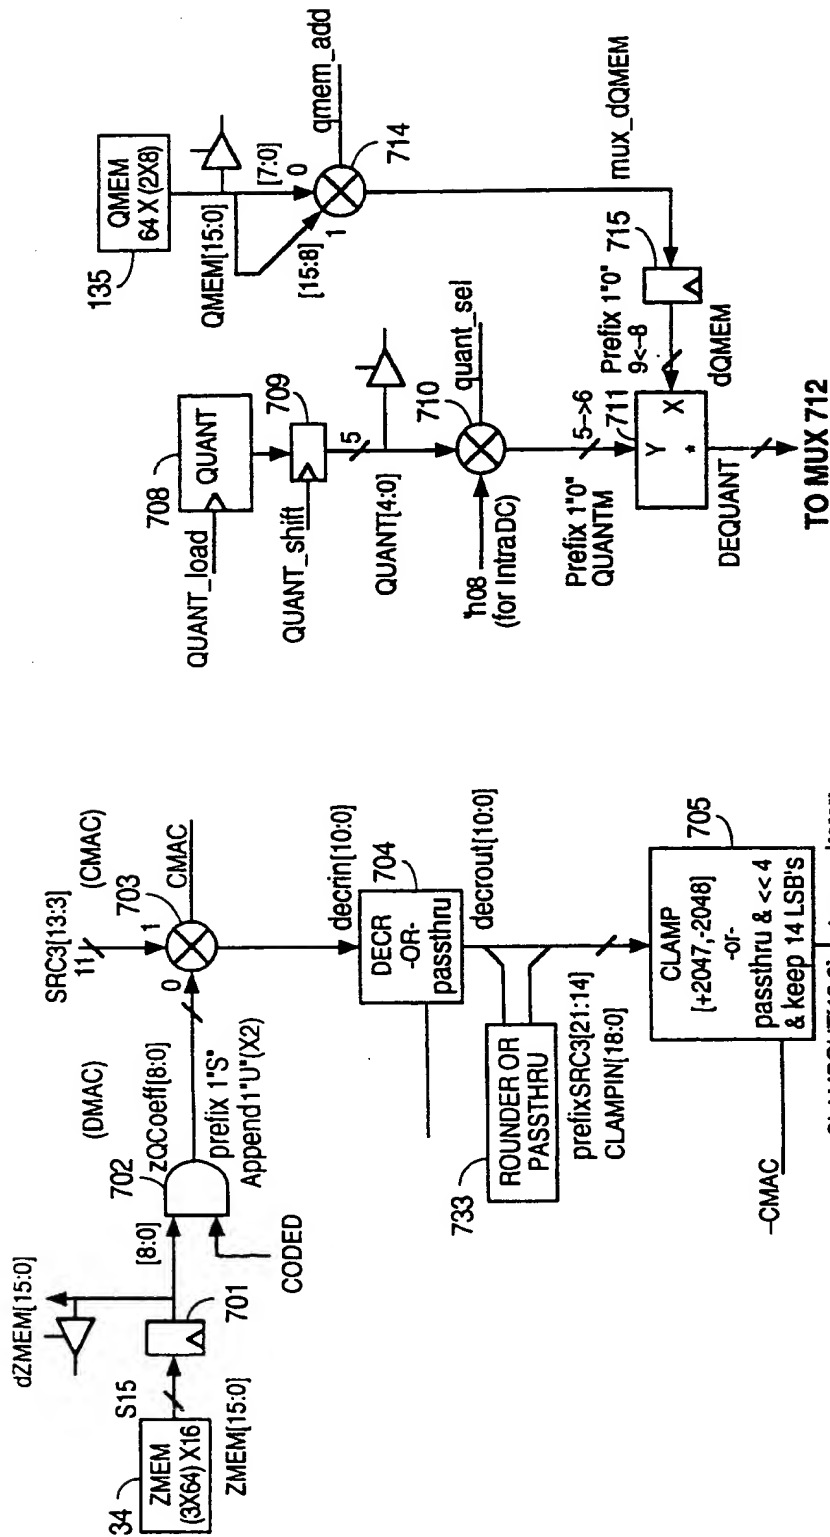 34
ZMEM
(3X64) X16
S15
ZMEM[15:0]
dZMEM[15:0]
701
[8:0]
CODED
702
(DMAC)
zQCoeff[8:0]
prefix 1"S"
Append1"U"(X2)
SRC3[13:3]
11
(CMAC)
703
CMAC
0
1
decrin[10:0]
704
DECR
-OR-
passthru
decrout[10:0]
733
ROUNDER OR
PASSTHRU
prefixSRC3[21:14]
CLAMPIN[18:0]
705
CLAMP
[+2047,-2048]
-or-
passthru & << 4
& keep 14 LSB's
-CMAC
QUANT_load
708
QUANT
709
QUANT_shift
5
QUANT[4:0]
710
quant_sel
'h08
(for IntraDC)
Prefix 1"0"
QUANTM
5->6
711
Y
X
*
DEQUANT
TO MUX 712
135
QMEM
64 X (2X8)
QMEM[15:0]
[7:0]
0
[15:8]
1
qmem_add
714
mux_dQMEM
715
Prefix 1"0"
9<-8
dQMEM